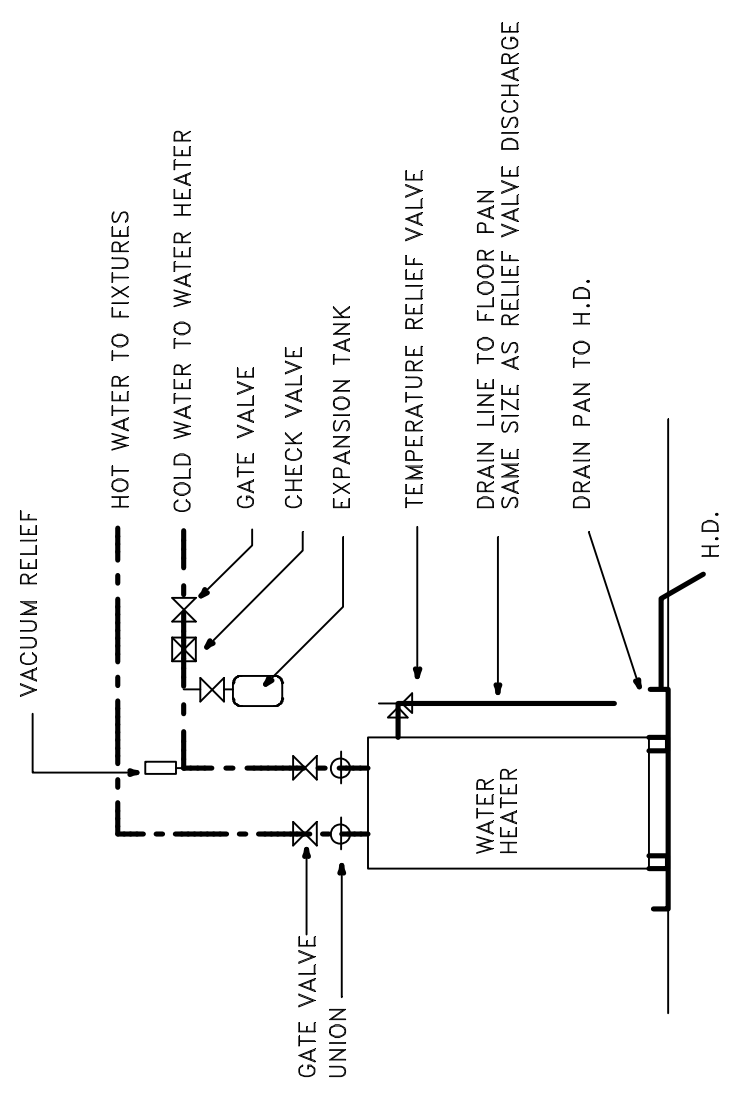 VACUUM RELIEF
HOT WATER TO FIXTURES
COLD WATER TO WATER HEATER
GATE VALVE
CHECK VALVE
EXPANSION TANK
TEMPERATURE RELIEF VALVE
DRAIN LINE TO FLOOR PAN
SAME SIZE AS RELIEF VALVE DISCHARGE
DRAIN PAN TO H.D.
H.D.
WATER
HEATER
GATE VALVE
UNION